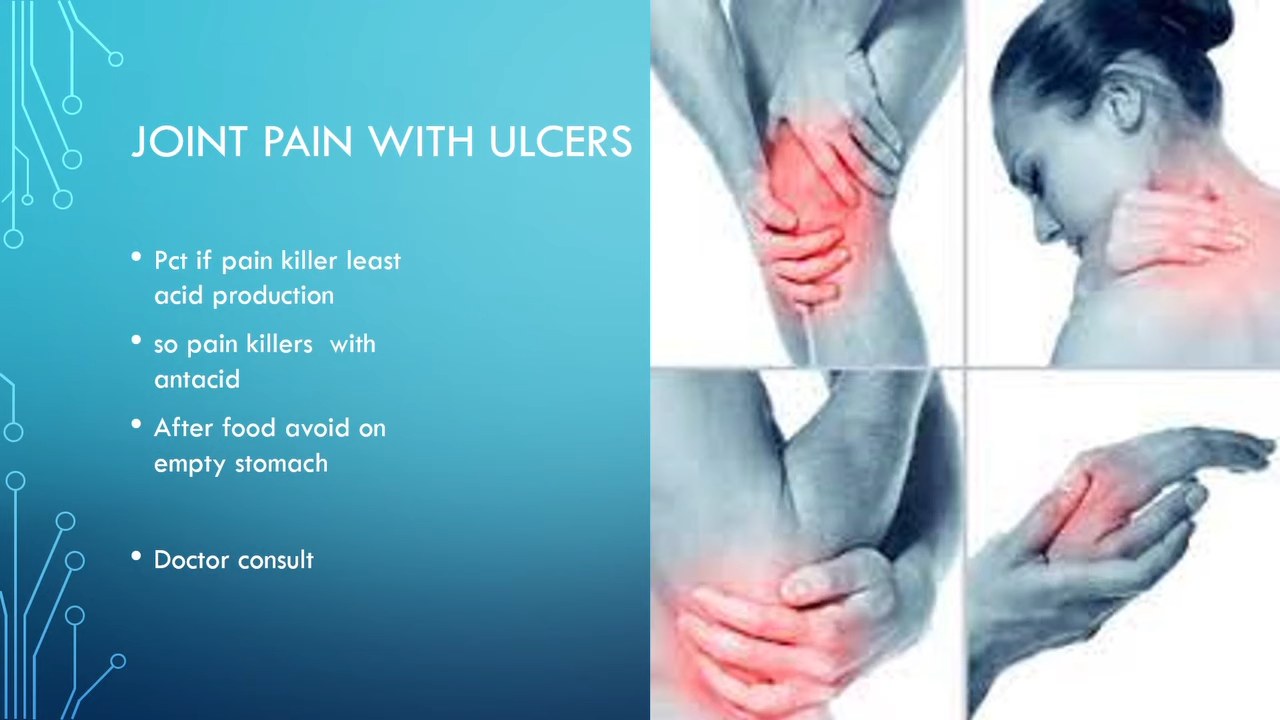 JOINT PAIN WITH ULCERS
• Pct if pain killer least
acid production
• so pain killers  with
antacid
• After food avoid on
empty stomach
• Doctor consult